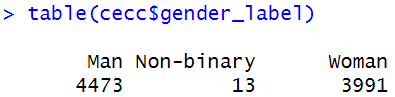 > table(cecc$gender_label)
Man Non-binary Woman
4473 13 3991